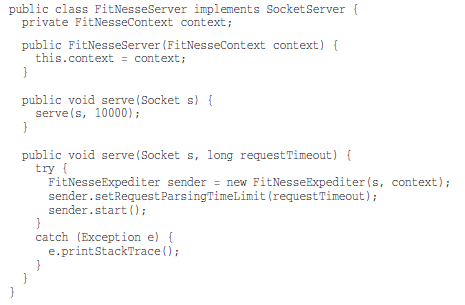 public class FitNesseServer implements SocketServer {
private FitNesseContext context;
public FitNesseServer(FitNesseContext context) {
this.context = context;
}
public void serve(Socket s) {
serve(s, 10000);
}
public void serve(Socket s, long requestTimeout) {
try {
FitNesseExpediter sender = new FitNesseExpediter(s, context);
sender.setRequestParsingTimeLimit(requestTimeout);
sender.start();
}
catch (Exception e) {
e.printStackTrace();
}
}
}